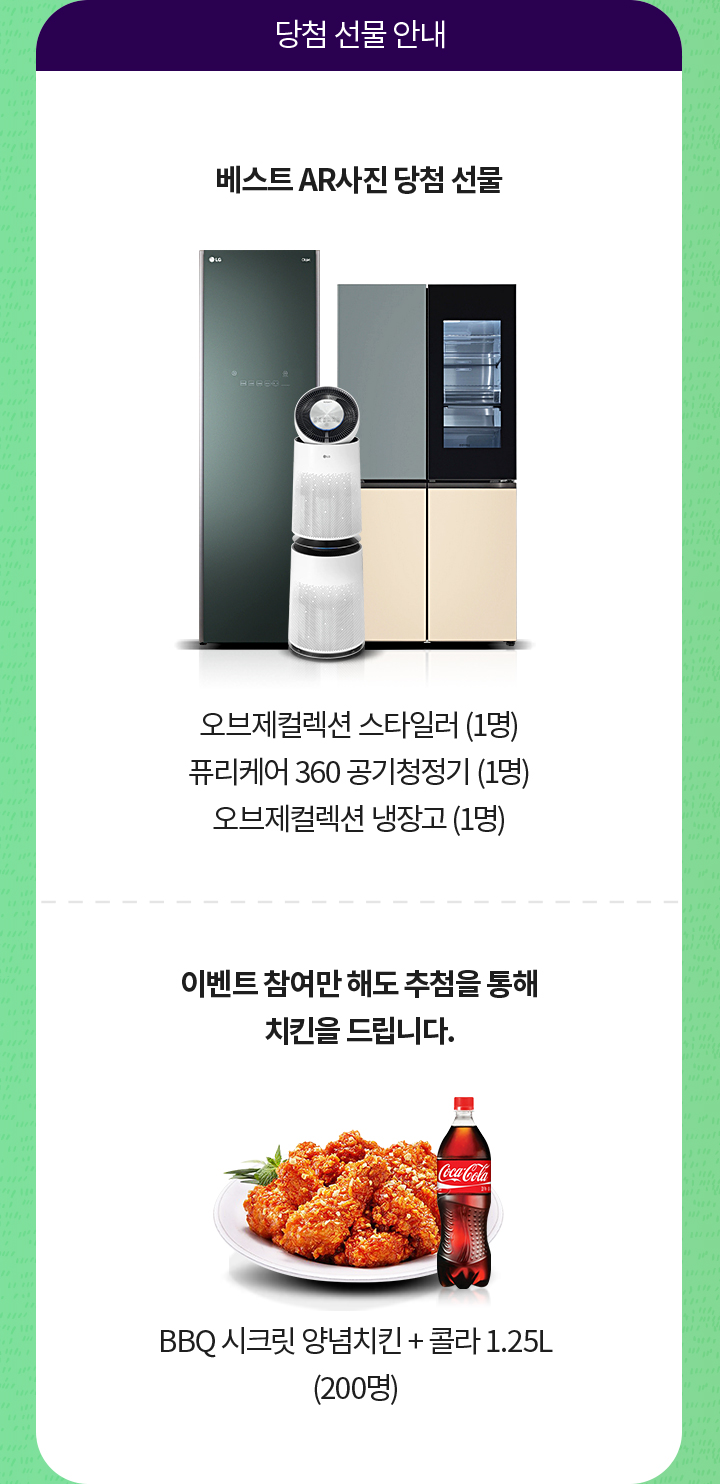 당첨 선물 안내
베스트 AR사진 당첨 선물
LG
LG
오브제컬렉션 스타일러 (1명)
퓨리케어 360 공기청정기 (1명)
오브제컬렉션 냉장고 (1명)
이벤트 참여만 해도 추첨을 통해
치킨을 드립니다.
Coca-Cola
BBQ 시크릿 양념치킨 + 콜라 1.25L
(200명)